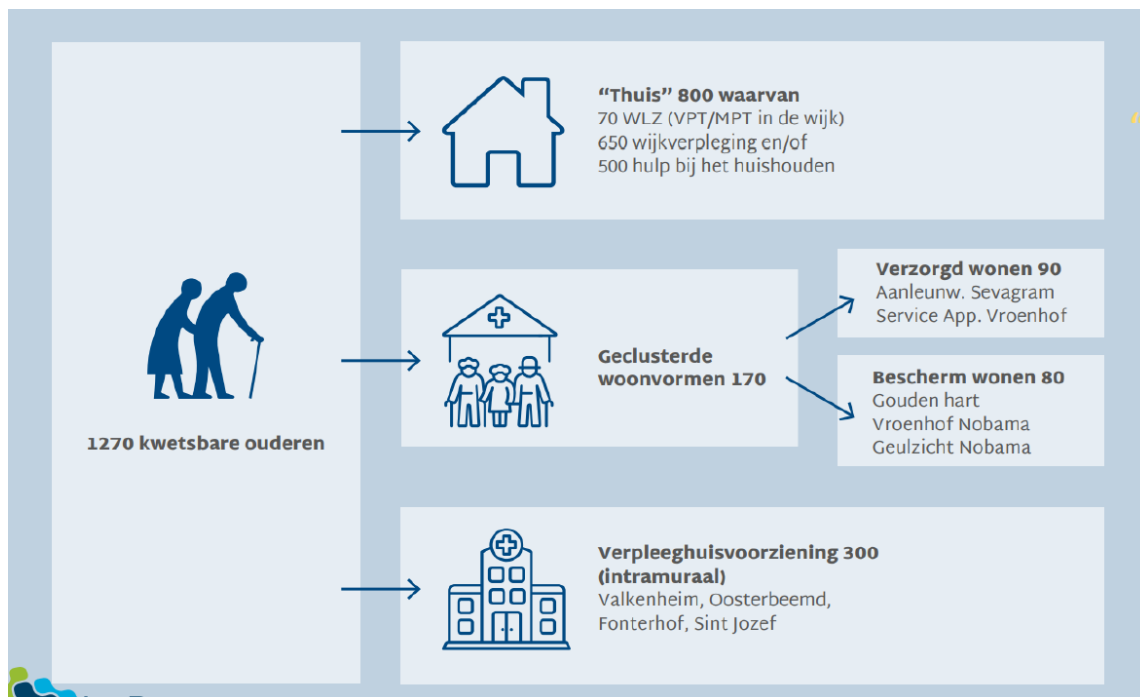 1270 kwetsbare ouderen
“Thuis” 800 waarvan
70 WLZ (VPT/MPT in de wijk)
650 wijkverpleging en/of
500 hulp bij het huishouden
Geclusterde
woonvormen 170
Verzorgd wonen 90
Aanleunw. Sevagram
Service App. Vroenhof
Bescherm wonen 80
Gouden hart
Vroenhof Nobama
Geulzicht Nobama
Verpleeghuisvoorziening 300
(intramuraal)
Valkenheim, Oosterbeemd,
Fonterhof, Sint Jozef